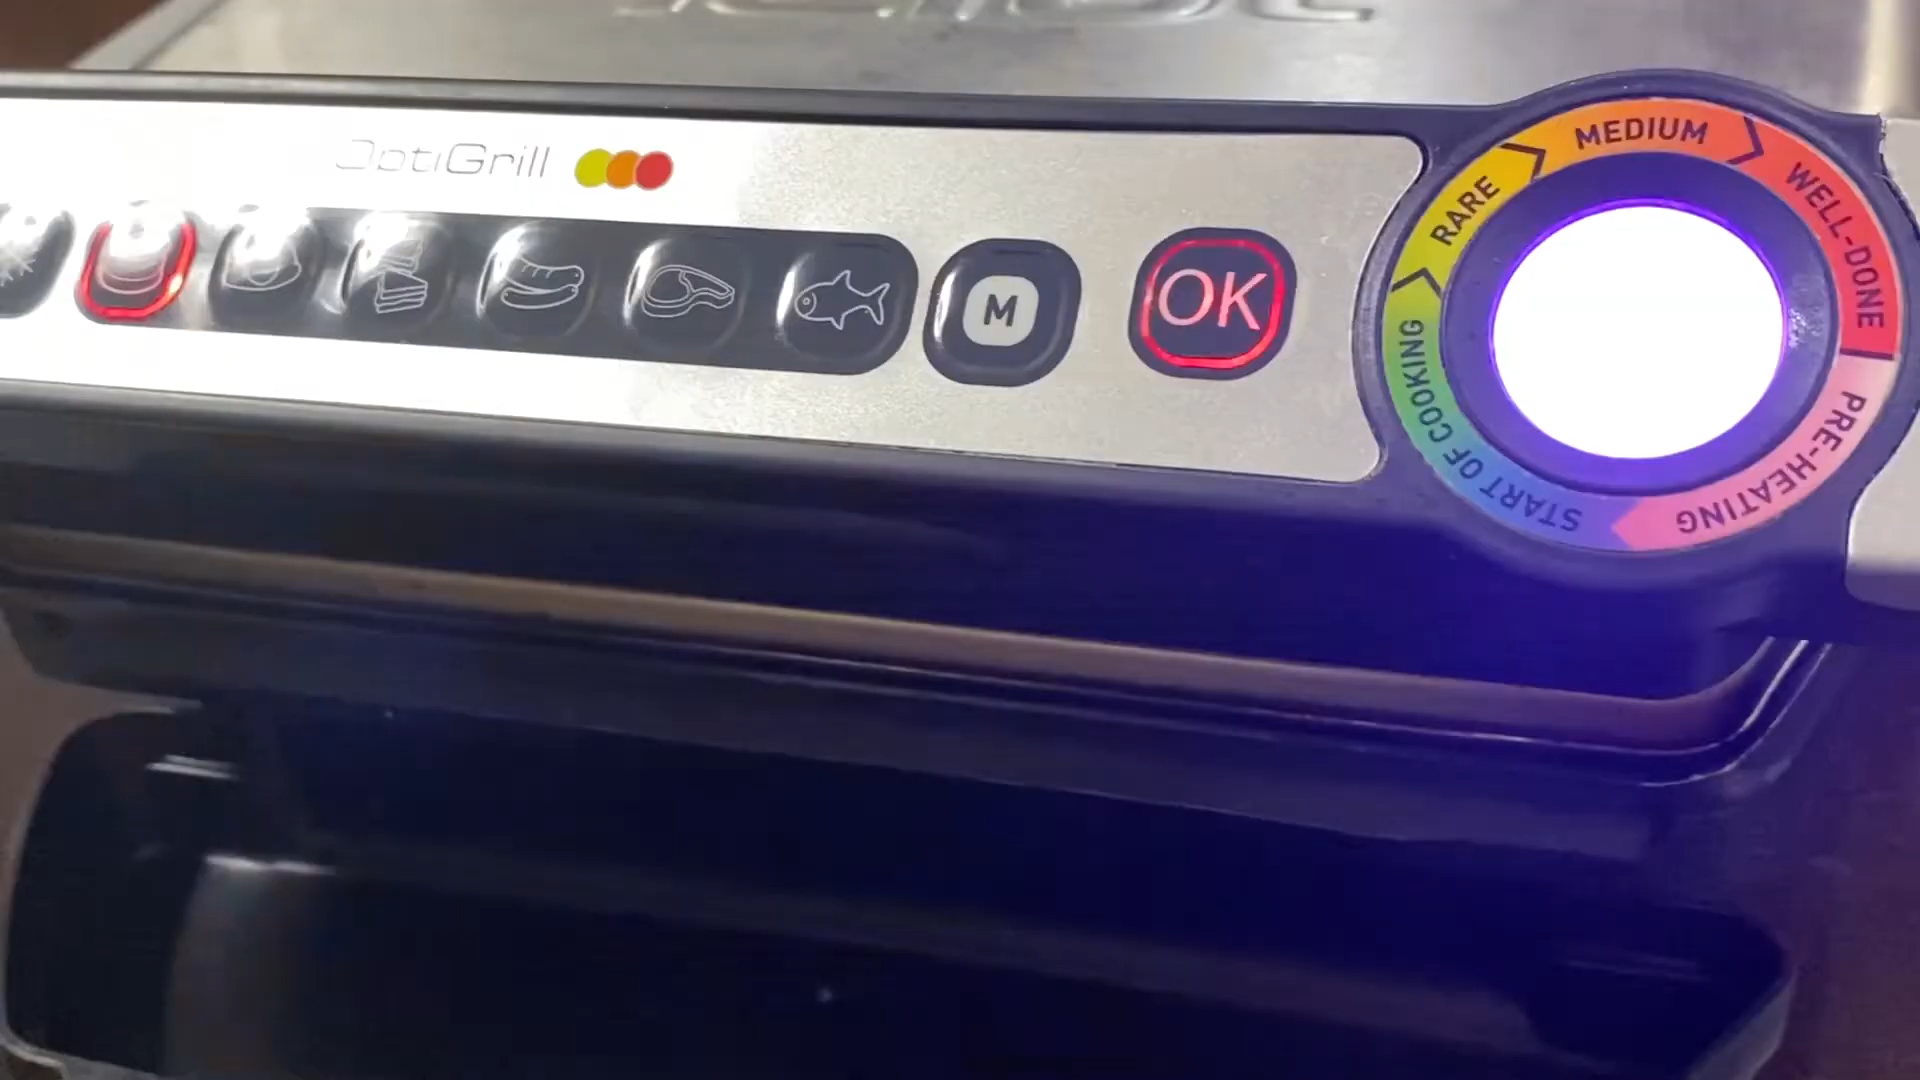 OptiGrill
M
OK
PRE-HEATING
START OF COOKING
RARE
MEDIUM
WELL-DONE